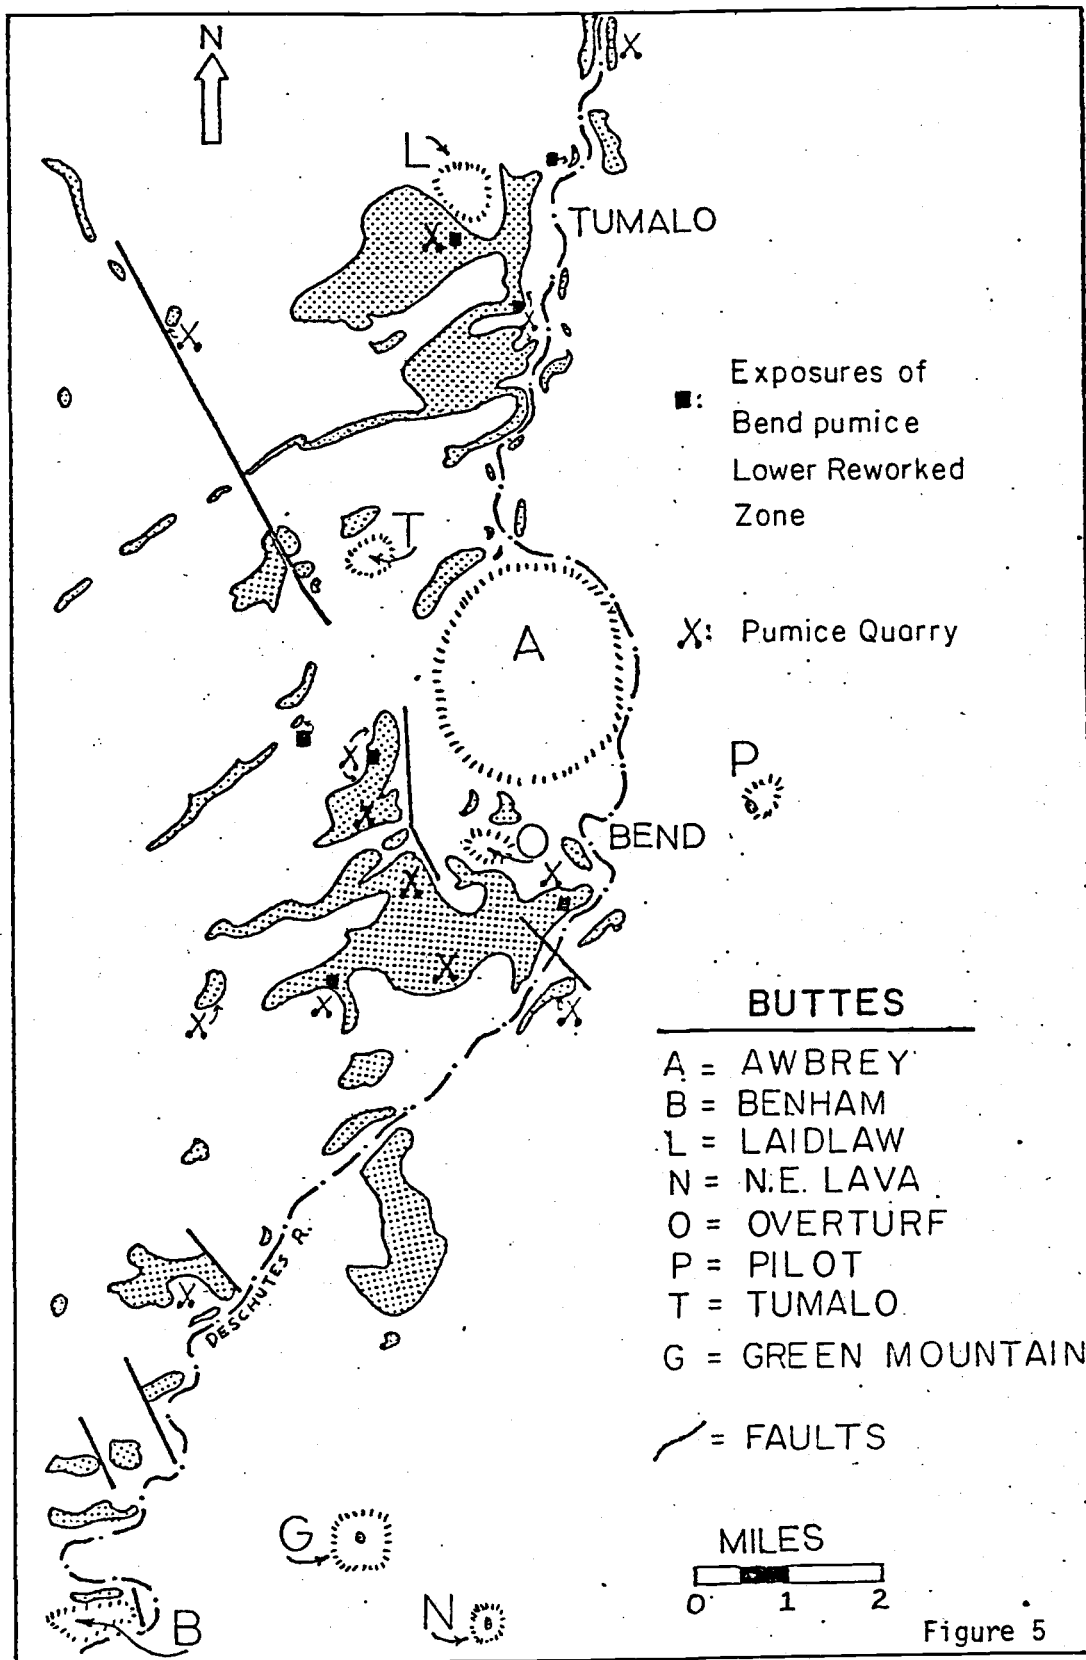 N
L
TUMALO
■: Exposures of
Bend pumice
Lower Reworked
Zone
T
A
: Pumice Quarry
P
O
BEND
BUTTES
A = AWBREY
B = BENHAM
L = LAIDLAW
N = N.E. LAVA
O = OVERTURF
P = PILOT
T = TUMALO
G = GREEN MOUNTAIN
DESCHUTES R.
= FAULTS
G
MILES
0 1 2
B
N
Figure 5